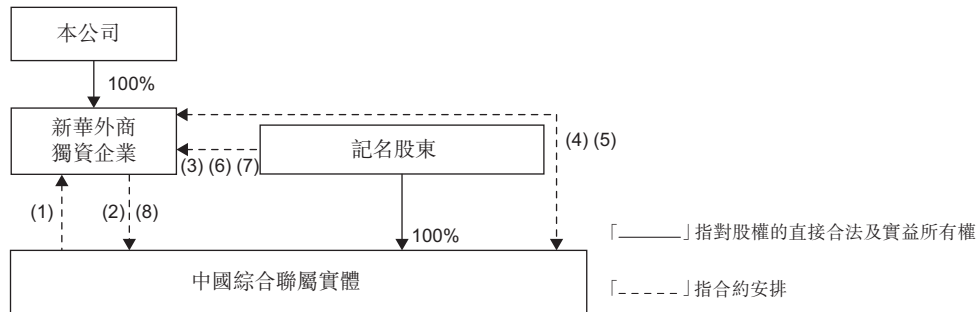 本公司
100%
新華外商
獨資企業
記名股東
(4) (5)
(3) (6) (7)
(1)
(2) (8)
100%
「______」指對股權的直接合法及實益所有權
中國綜合聯屬實體
「_ _ _ _ _」指合約安排